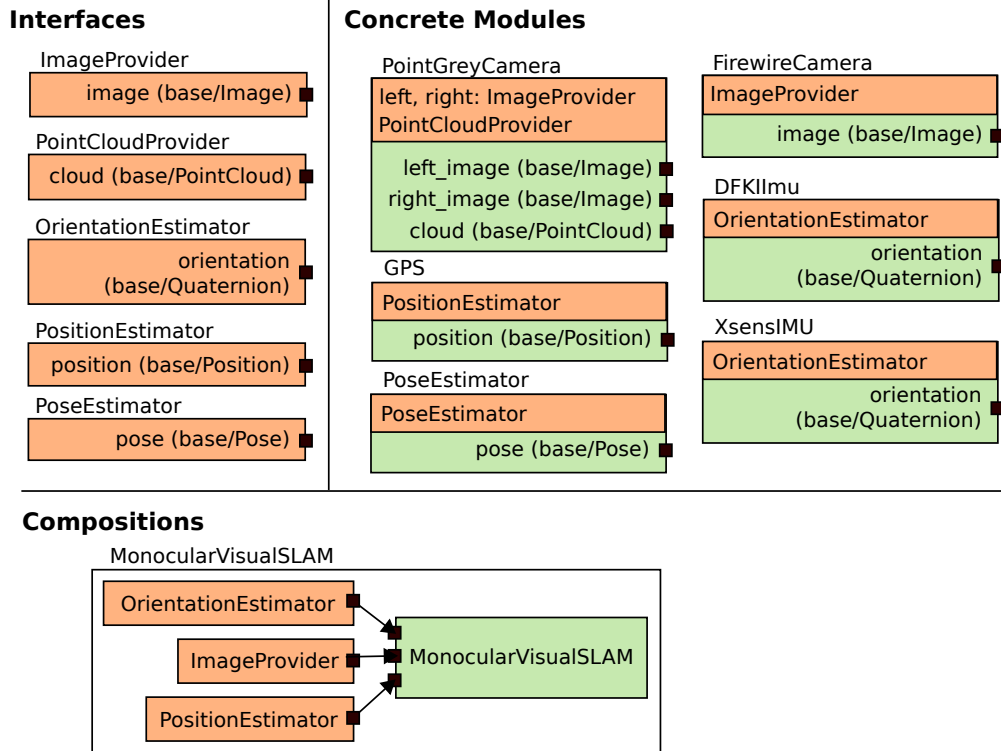 Interfaces
ImageProvider
image (base/Image)
PointCloudProvider
cloud (base/PointCloud)
OrientationEstimator
orientation
(base/Quaternion)
PositionEstimator
position (base/Position)
PoseEstimator
pose (base/Pose)
Concrete Modules
PointGreyCamera
left, right: ImageProvider
PointCloudProvider
left_image (base/Image)
right_image (base/Image)
cloud (base/PointCloud)
GPS
PositionEstimator
position (base/Position)
PoseEstimator
PoseEstimator
pose (base/Pose)
FirewireCamera
ImageProvider
image (base/Image)
DFKIImu
OrientationEstimator
orientation
(base/Quaternion)
XsensIMU
OrientationEstimator
orientation
(base/Quaternion)
Compositions
MonocularVisualSLAM
OrientationEstimator
ImageProvider
PositionEstimator
MonocularVisualSLAM